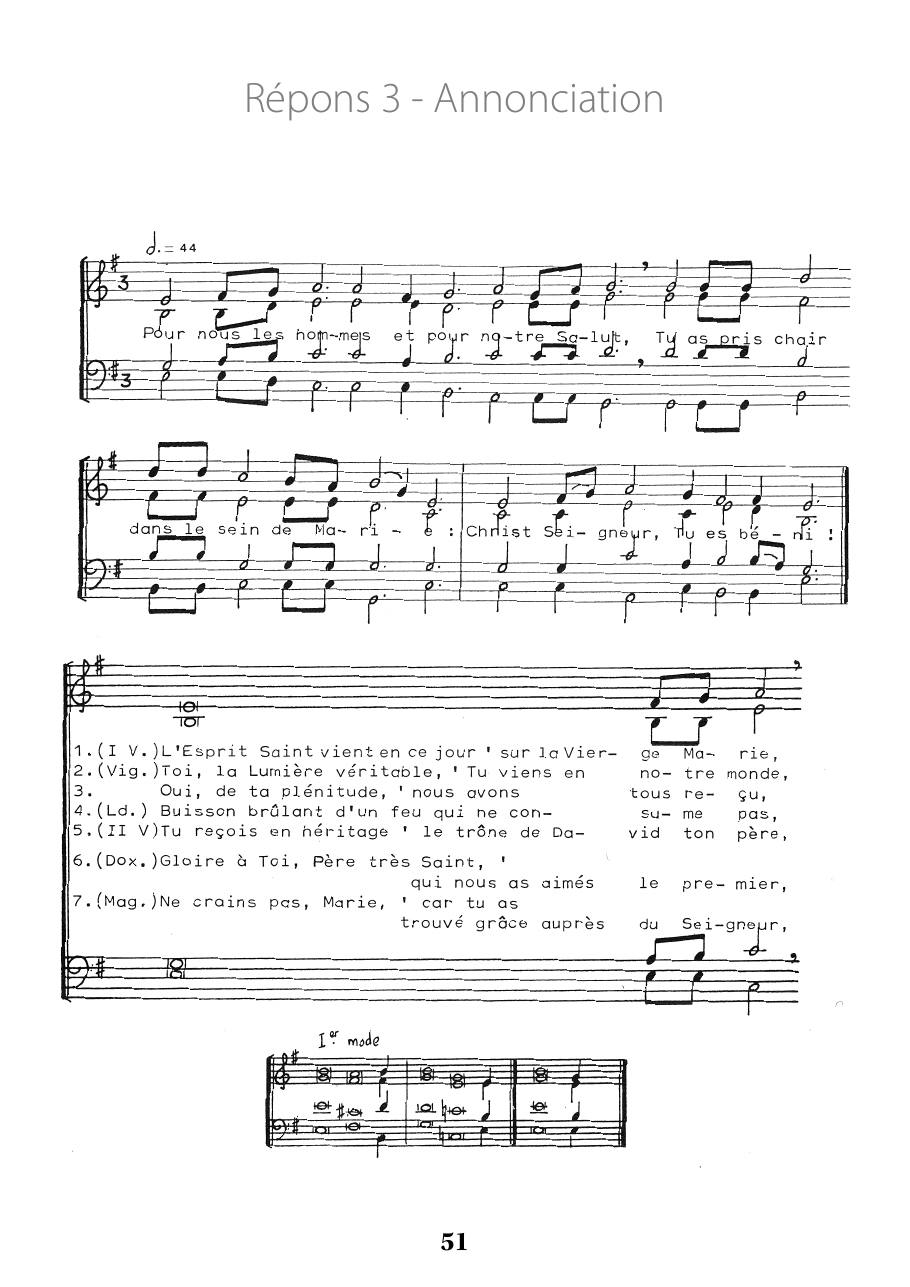 Répons 3 - Annonciation
𝅗𝅥. = 44
3
Pour nous les hom-mes et pour no-tre Sa-lut, Tu as pris chair
3
dans le sein de Ma- ri - e : Christ Sei- gneur, Tu es bé - ni !
1.(I V.)L'Esprit Saint vient en ce jour ' sur la Vier- ge Ma- rie,
2.(Vig.)Toi, la Lumière véritable, ' Tu viens en no- tre monde,
3. Oui, de ta plénitude, ' nous avons tous re- çu,
4.(Ld.) Buisson brûlant d'un feu qui ne con- su- me pas,
5.(II V)Tu reçois en héritage ' le trône de Da- vid ton père,
6.(Dox.)Gloire à Toi, Père très Saint, '
qui nous as aimés le pre- mier,
7.(Mag.)Ne crains pas, Marie, ' car tu as
trouvé grâce auprès du Sei-gneur,
Ier mode
51